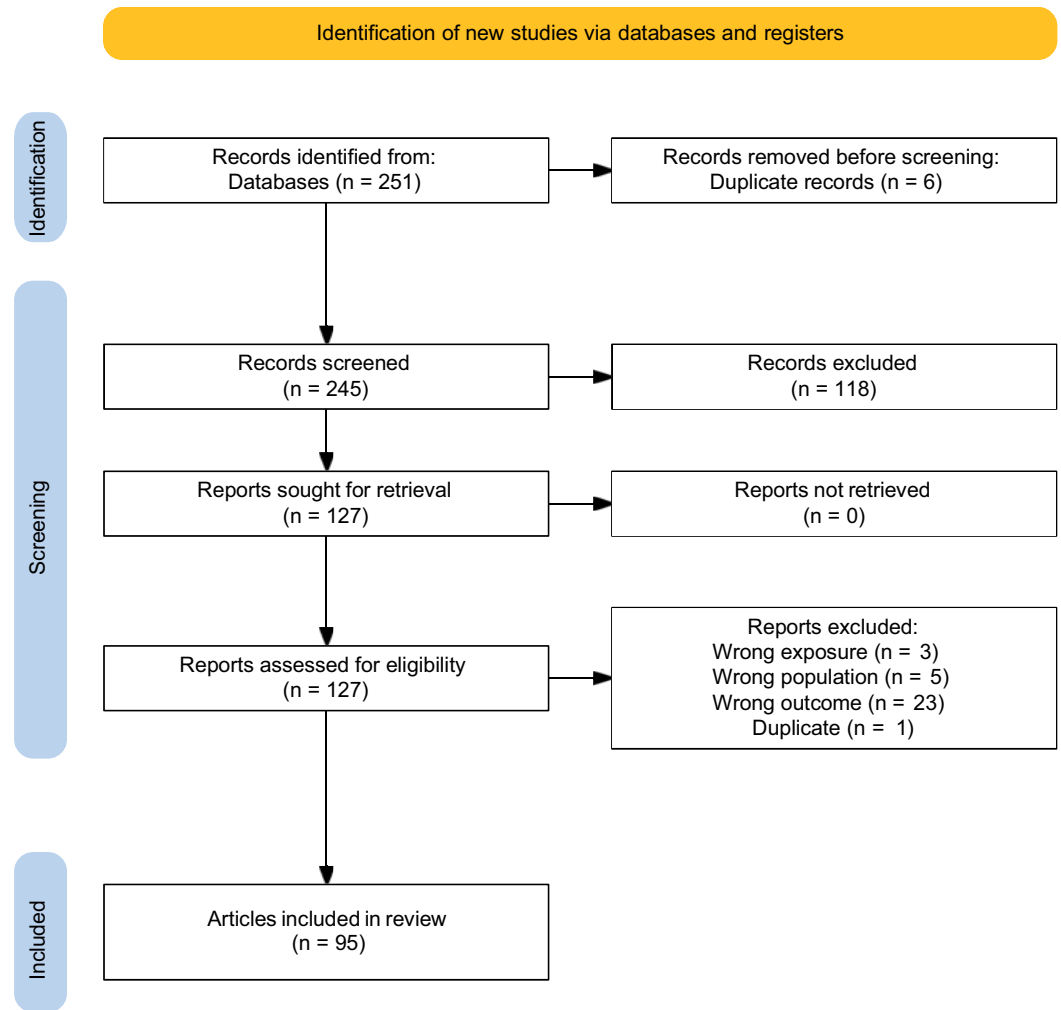 Identification of new studies via databases and registers
Identification
Records identified from:
Databases (n = 251)
Records removed before screening:
Duplicate records (n = 6)
Screening
Records screened
(n = 245)
Records excluded
(n = 118)
Reports sought for retrieval
(n = 127)
Reports not retrieved
(n = 0)
Reports assessed for eligibility
(n = 127)
Reports excluded:
Wrong exposure (n = 3)
Wrong population (n = 5)
Wrong outcome (n = 23)
Duplicate (n = 1)
Included
Articles included in review
(n = 95)